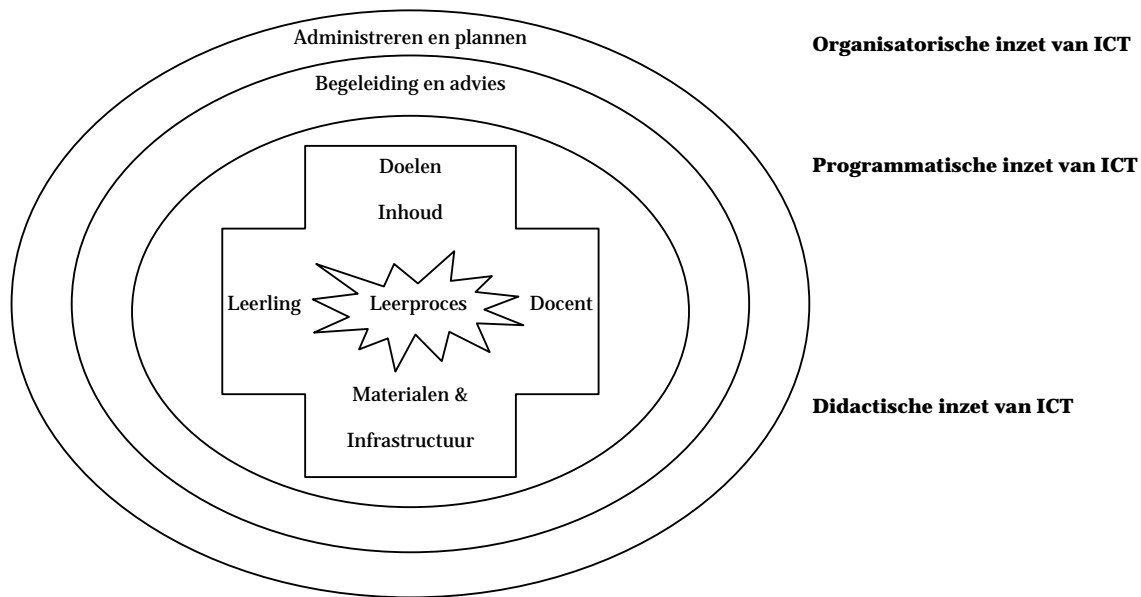 Administreren en plannen
Organisatorische inzet van ICT
Begeleiding en advies
Programmatische inzet van ICT
Doelen
Inhoud
Leerling
Leerproces
Docent
Materialen &
Infrastructuur
Didactische inzet van ICT